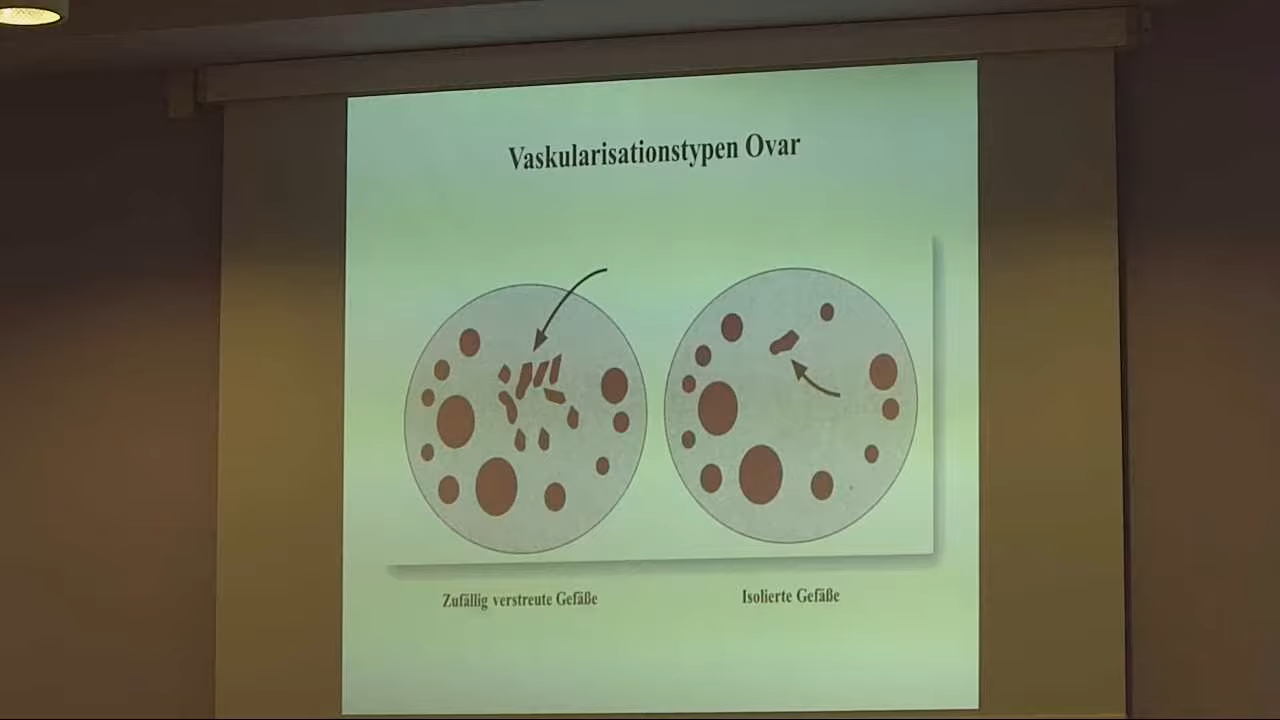 Vaskularisationstypen Ovar
Zufällig verstreute Gefäße
Isolierte Gefäße